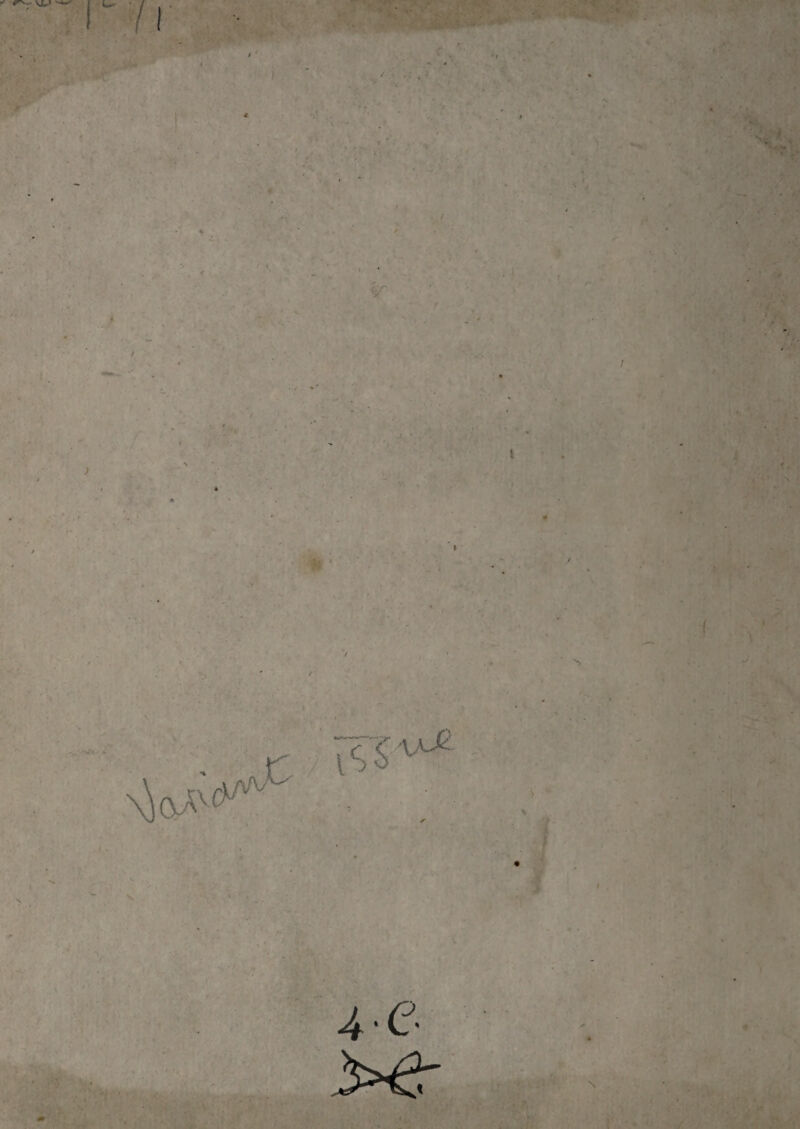 Variant issue
4·C.
3·C.